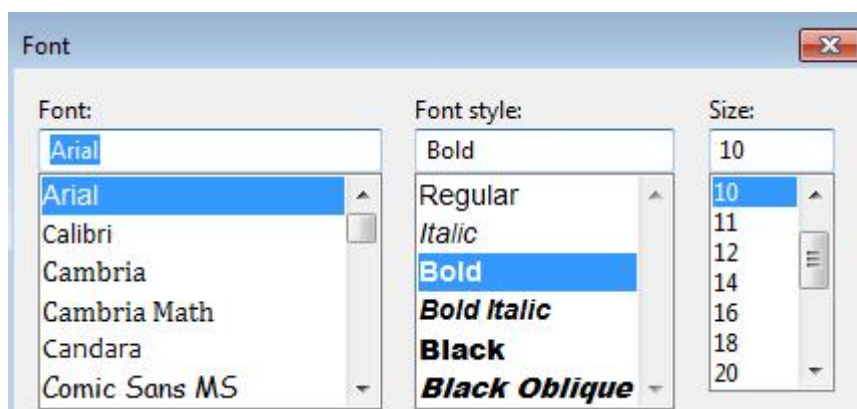 Font
Font: Font style: Size:
Arial Bold 10
Arial
Calibri
Cambria
Cambria Math
Candara
Comic Sans MS
Regular
Italic
Bold
Bold Italic
Black
Black Oblique
10
11
12
14
16
18
20